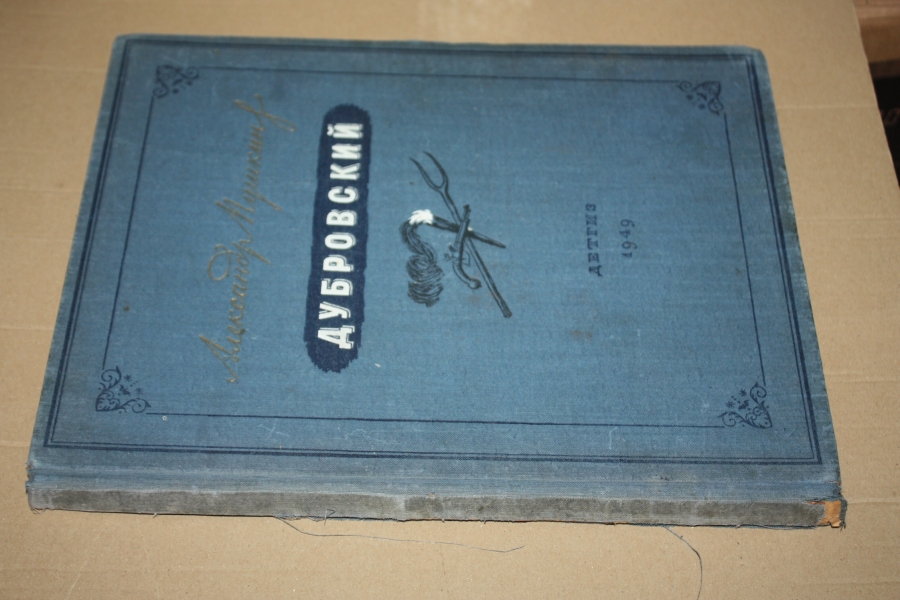 Александр Пушкин
ДУБРОВСКИЙ
ДЕТГИЗ
1949